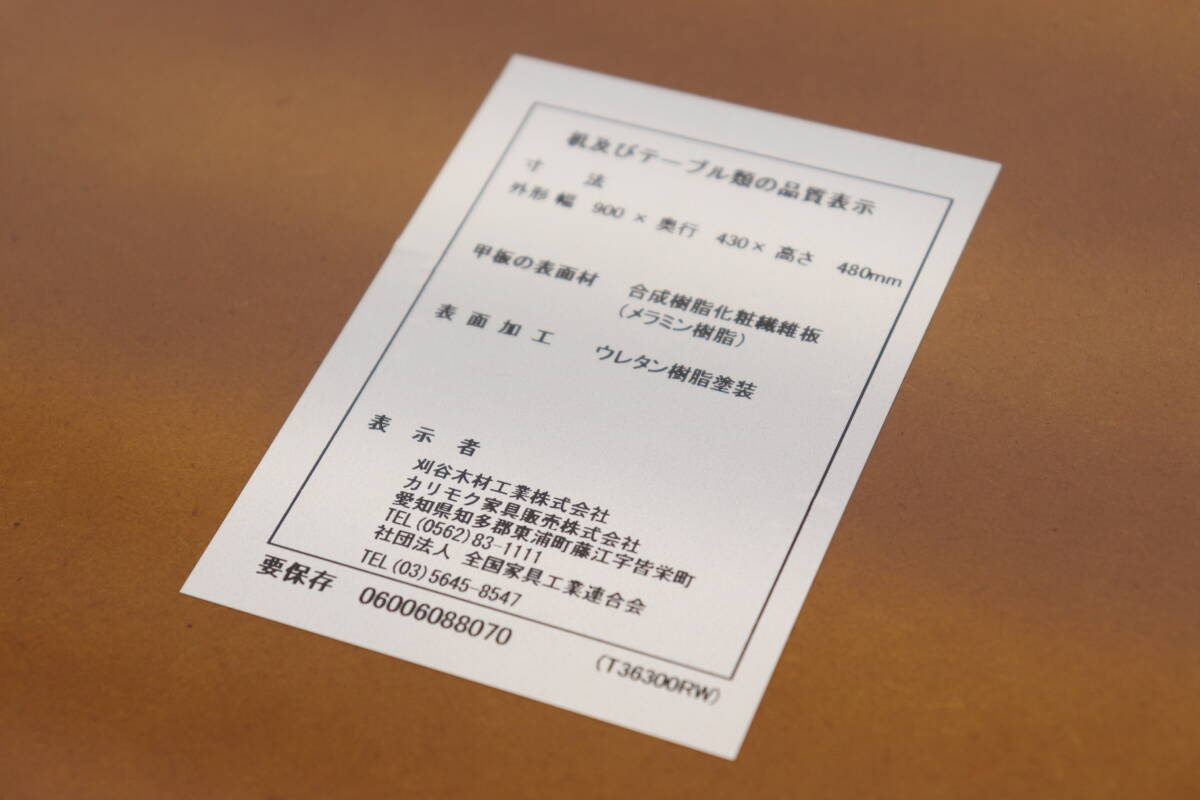 机及びテーブル類の品質表示
寸 法
外形 幅 900 × 奥行 430 × 高さ 480mm
甲板の表面材 合成樹脂化粧繊維板
(メラミン樹脂)
表面加工 ウレタン樹脂塗装
表 示 者
刈谷木材工業株式会社
カリモク家具販売株式会社
愛知県知多郡東浦町藤江字皆栄町
TEL (0562) 83-1111
社団法人 全国家具工業連合会
TEL (03) 5645-8547
要保存 06006088070
(T36300RW)